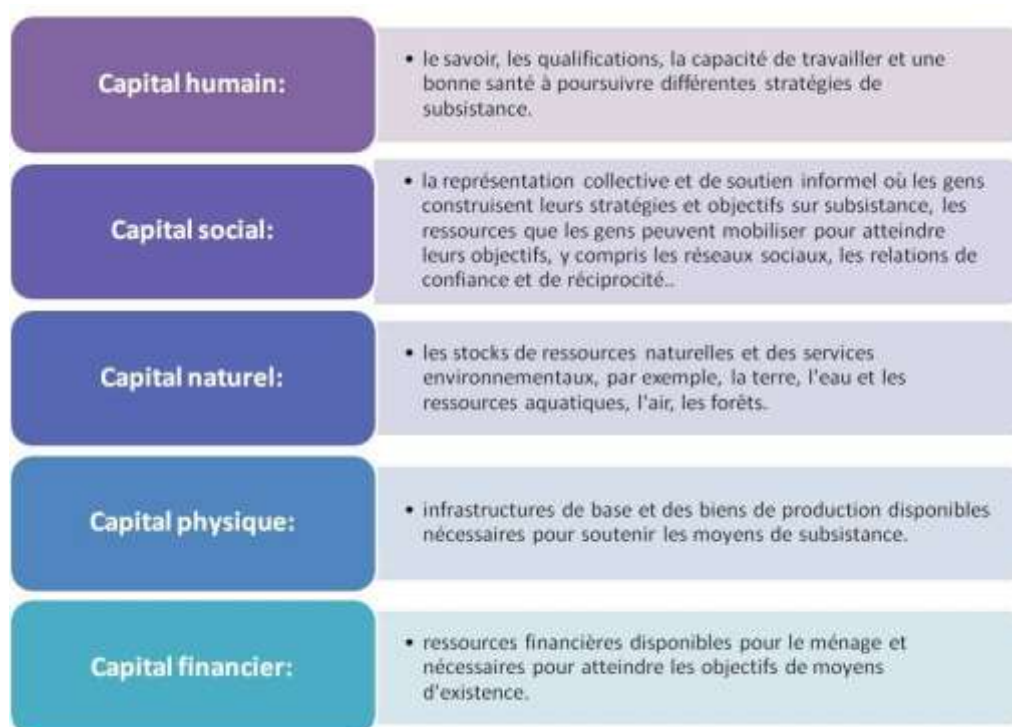 Capital humain:
• le savoir, les qualifications, la capacité de travailler et une
bonne santé à poursuivre différentes stratégies de
subsistance.
Capital social:
• la représentation collective et de soutien informel où les gens
construisent leurs stratégies et objectifs sur subsistance, les
ressources que les gens peuvent mobiliser pour atteindre
leurs objectifs, y compris les réseaux sociaux, les relations de
confiance et de réciprocité..
Capital naturel:
• les stocks de ressources naturelles et des services
environnementaux, par exemple, la terre, l'eau et les
ressources aquatiques, l'air, les forêts.
Capital physique:
• infrastructures de base et des biens de production disponibles
nécessaires pour soutenir les moyens de subsistance.
Capital financier:
• ressources financières disponibles pour le ménage et
nécessaires pour atteindre les objectifs de moyens
d'existence.